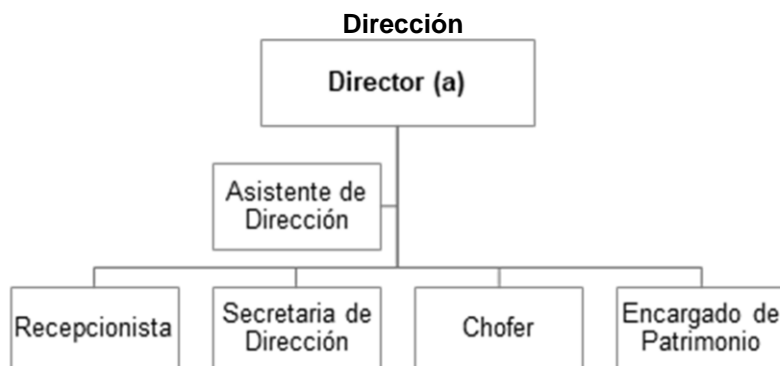 Dirección
Director (a)
Asistente de
Dirección
Recepcionista
Secretaria de
Dirección
Chofer
Encargado de
Patrimonio